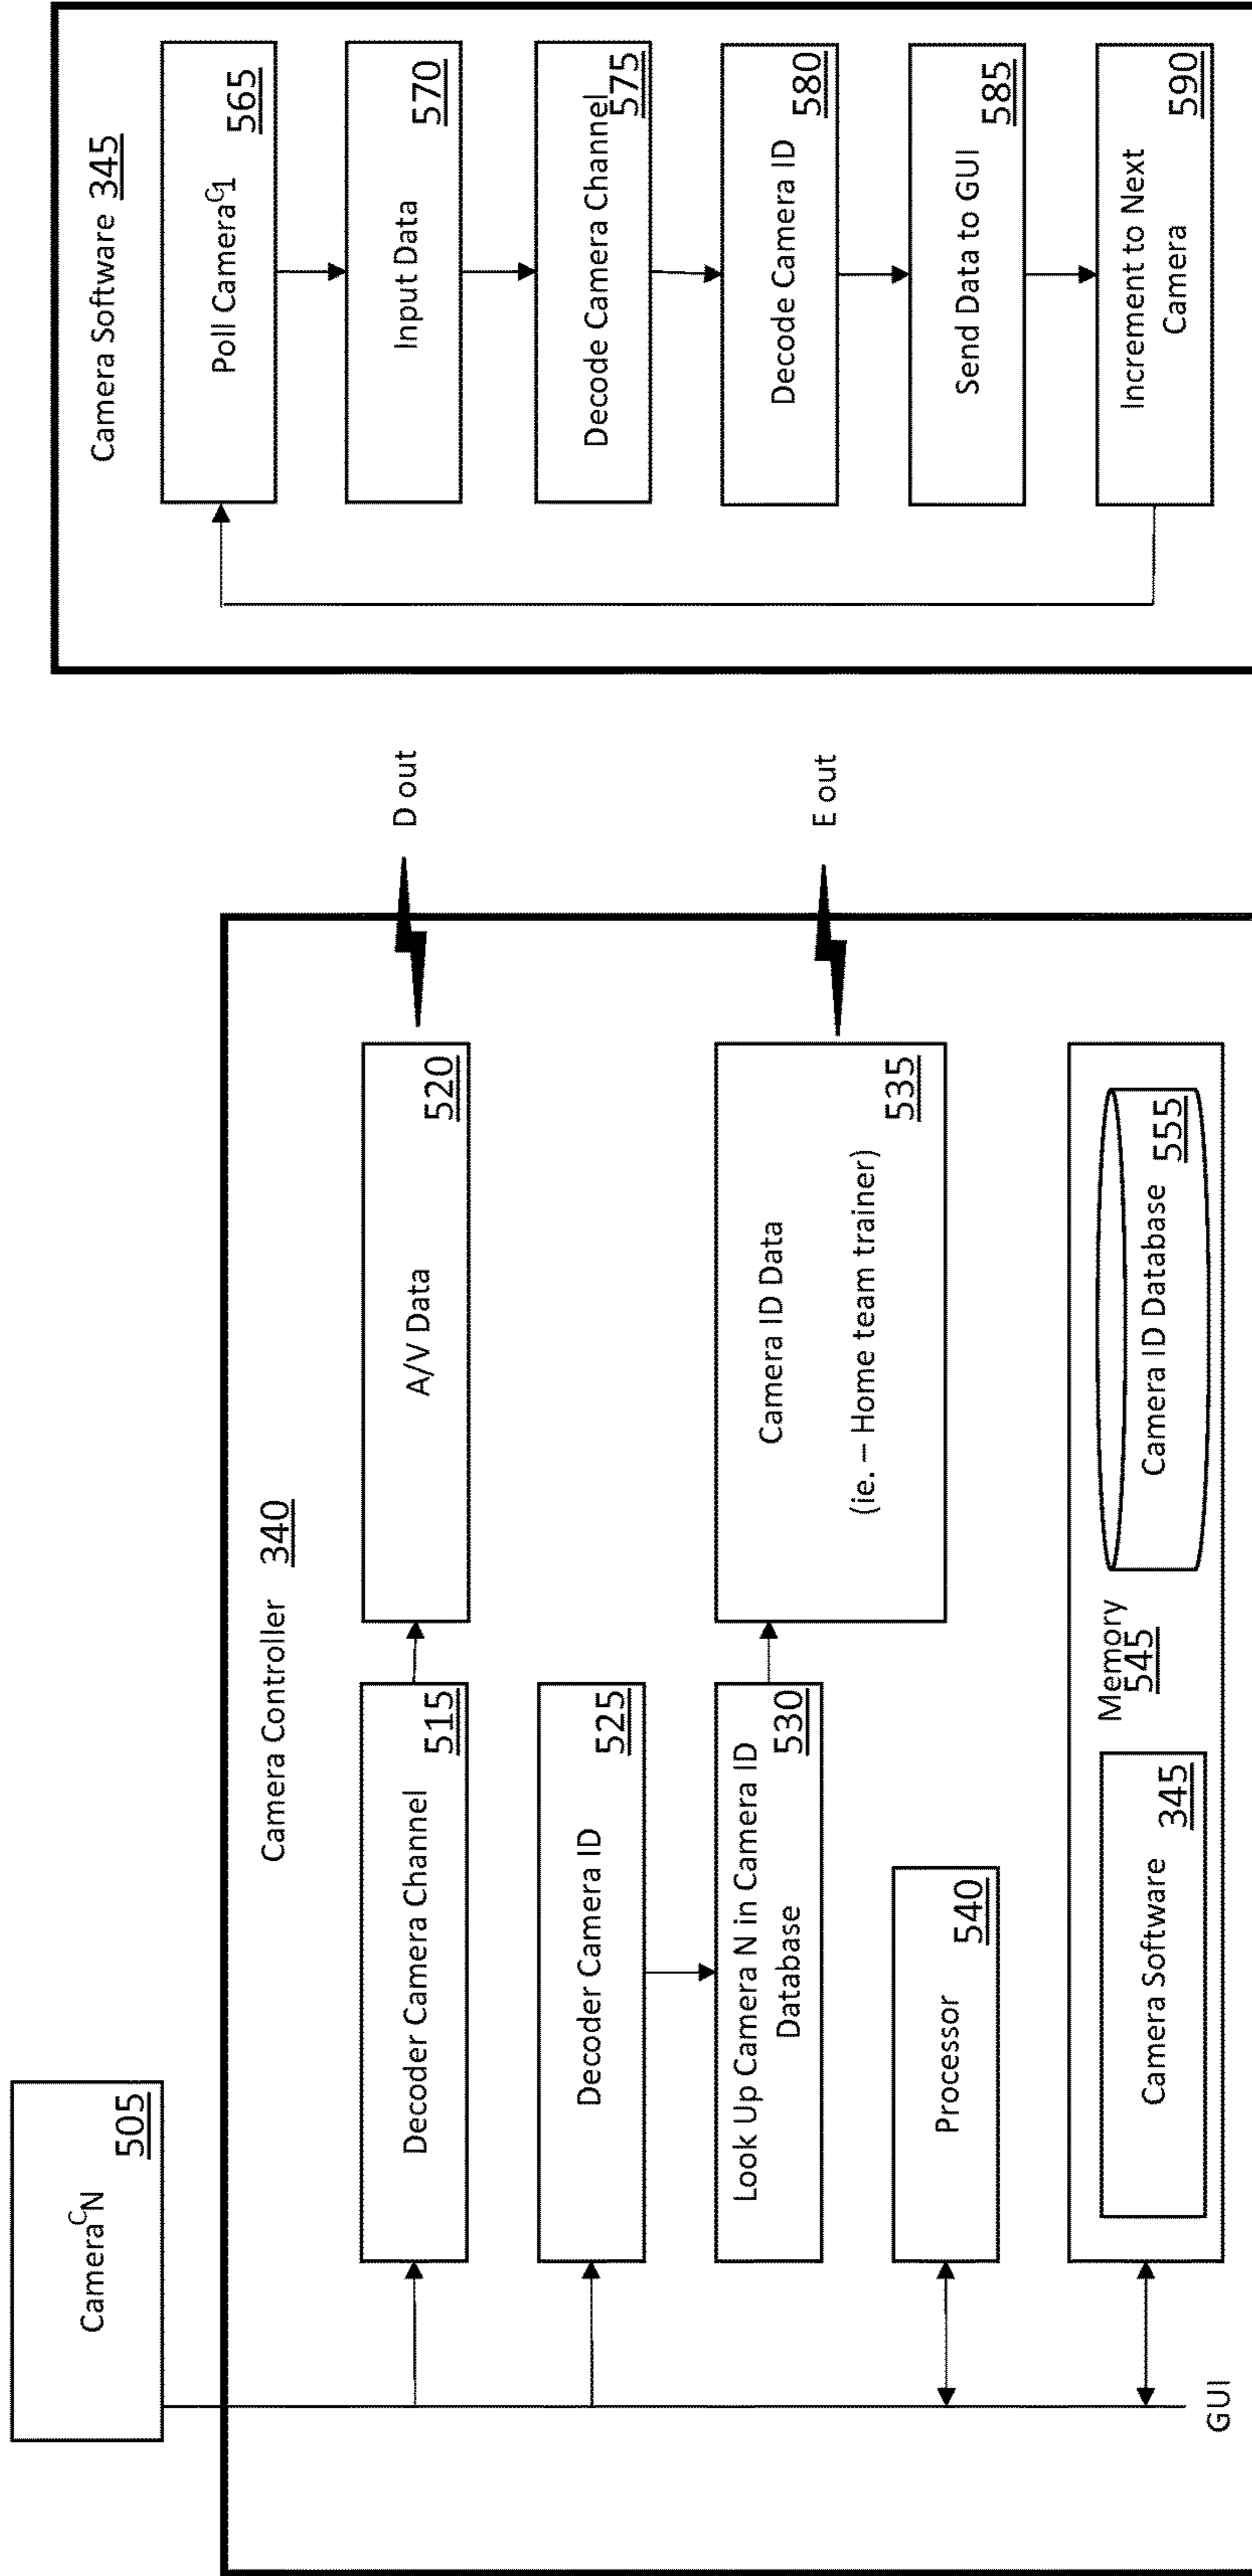 Camera^C N
505
Camera Controller 340
Decoder Camera Channel
515
A/V Data
520
D out
Decoder Camera ID
525
Look Up Camera N in Camera ID
Database
530
Camera ID Data
(ie. – Home team trainer)
535
E out
Processor
540
Memory
545
Camera Software
345
Camera ID Database
555
GUI
Camera Software 345
Poll Camera^C1
565
Input Data
570
Decode Camera Channel
575
Decode Camera ID
580
Send Data to GUI
585
Increment to Next
Camera
590